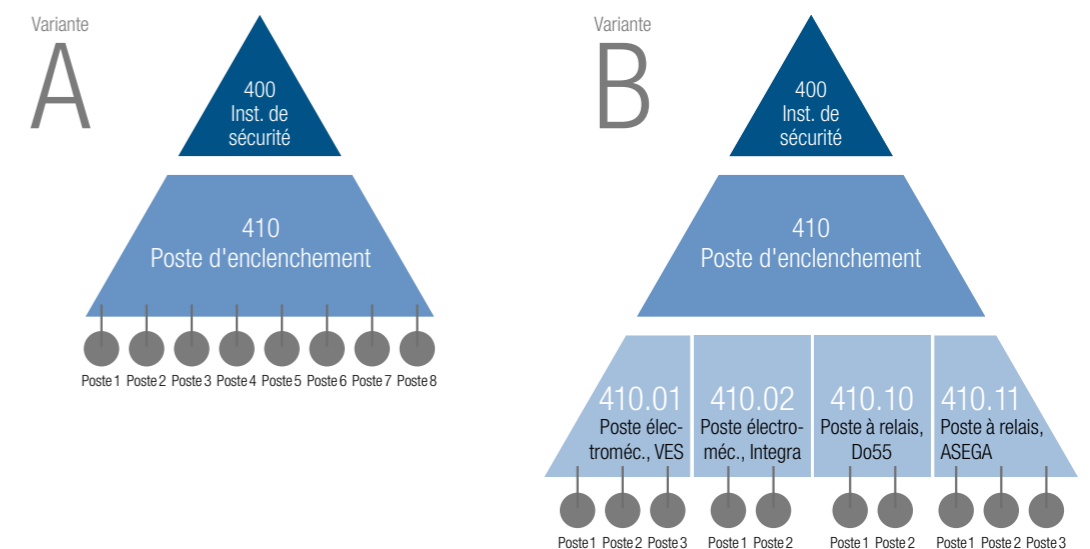 Variante
A
400
Inst. de
sécurité
410
Poste d'enclenchement
Poste 1 Poste 2 Poste 3 Poste 4 Poste 5 Poste 6 Poste 7 Poste 8
Variante
B
400
Inst. de
sécurité
410
Poste d'enclenchement
410.01
Poste élec-
troméc., VES
410.02
Poste électro-
méc., Integra
410.10
Poste à relais,
Do55
410.11
Poste à relais,
ASEGA
Poste 1 Poste 2 Poste 3
Poste 1 Poste 2
Poste 1 Poste 2
Poste 1 Poste 2 Poste 3